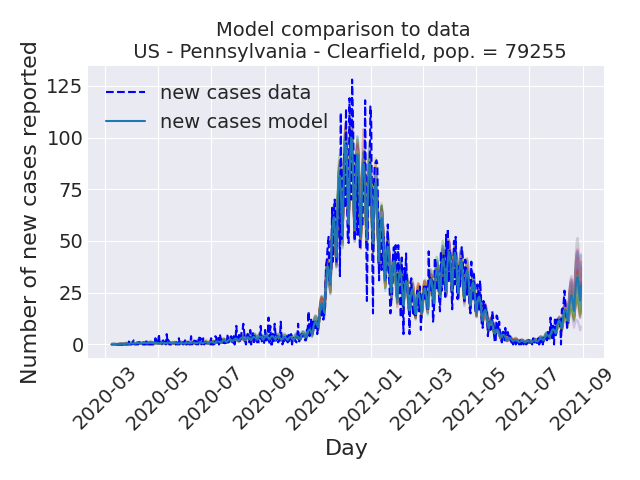 Model comparison to data
US - Pennsylvania - Clearfield, pop. = 79255
Number of new cases reported
125
100
75
50
25
0
new cases data
new cases model
2020-03
2020-05
2020-07
2020-09
2020-11
2021-01
2021-03
2021-05
2021-07
2021-09
Day